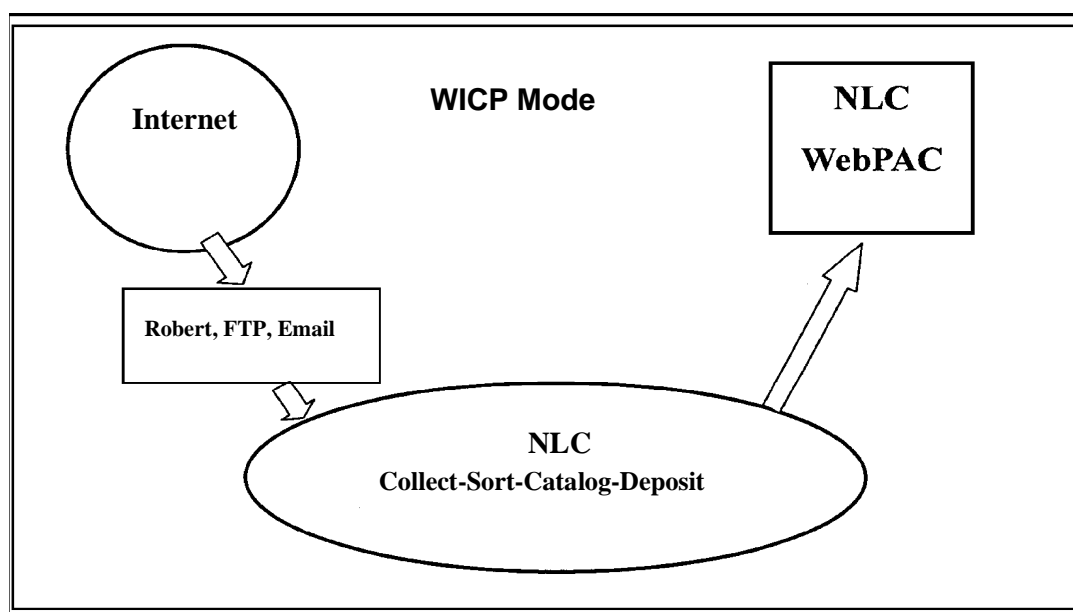 WICP Mode
Internet
NLC
WebPAC
Robert, FTP, Email
NLC
Collect-Sort-Catalog-Deposit